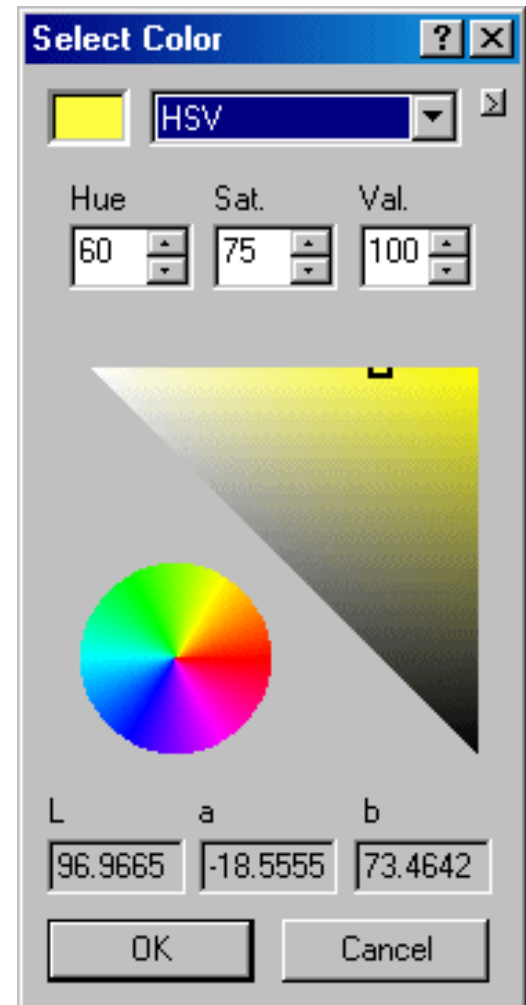 Select Color
HSV
Hue Sat. Val.
60 75 100
L a b
96.9665 -18.5555 73.4642
OK Cancel